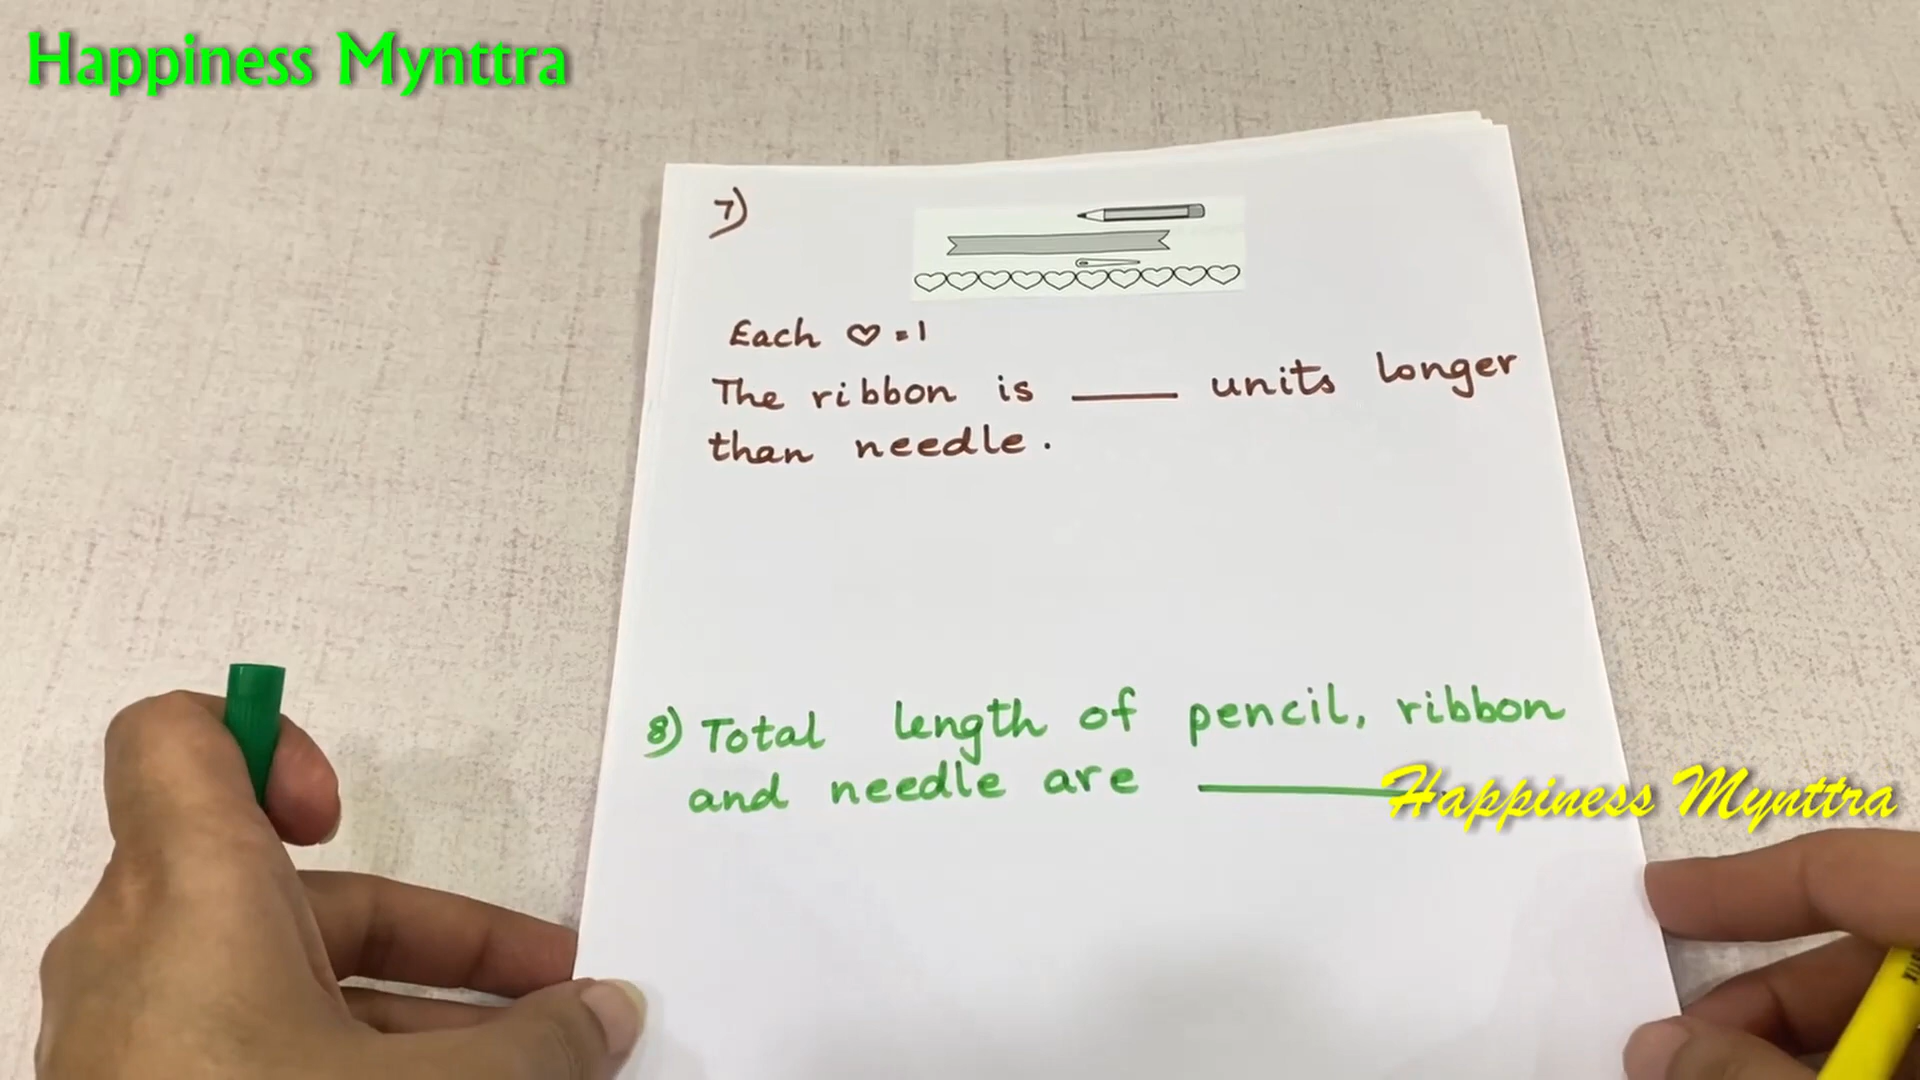 Happiness Mynttra
7)
Each ♡ = 1
The ribbon is ____ units longer
than needle.
8) Total length of pencil, ribbon
and needle are ____
Happiness Mynttra